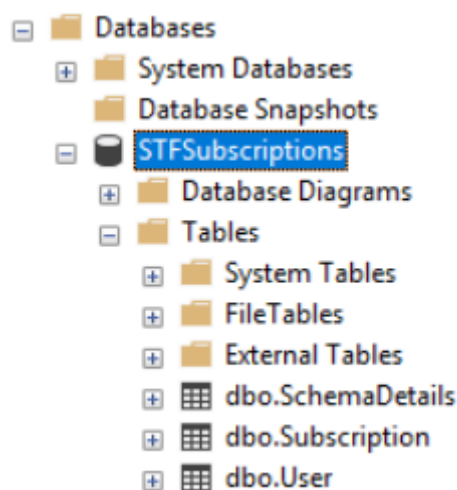 Databases
System Databases
Database Snapshots
STFSubscriptions
Database Diagrams
Tables
System Tables
FileTables
External Tables
dbo.SchemaDetails
dbo.Subscription
dbo.User